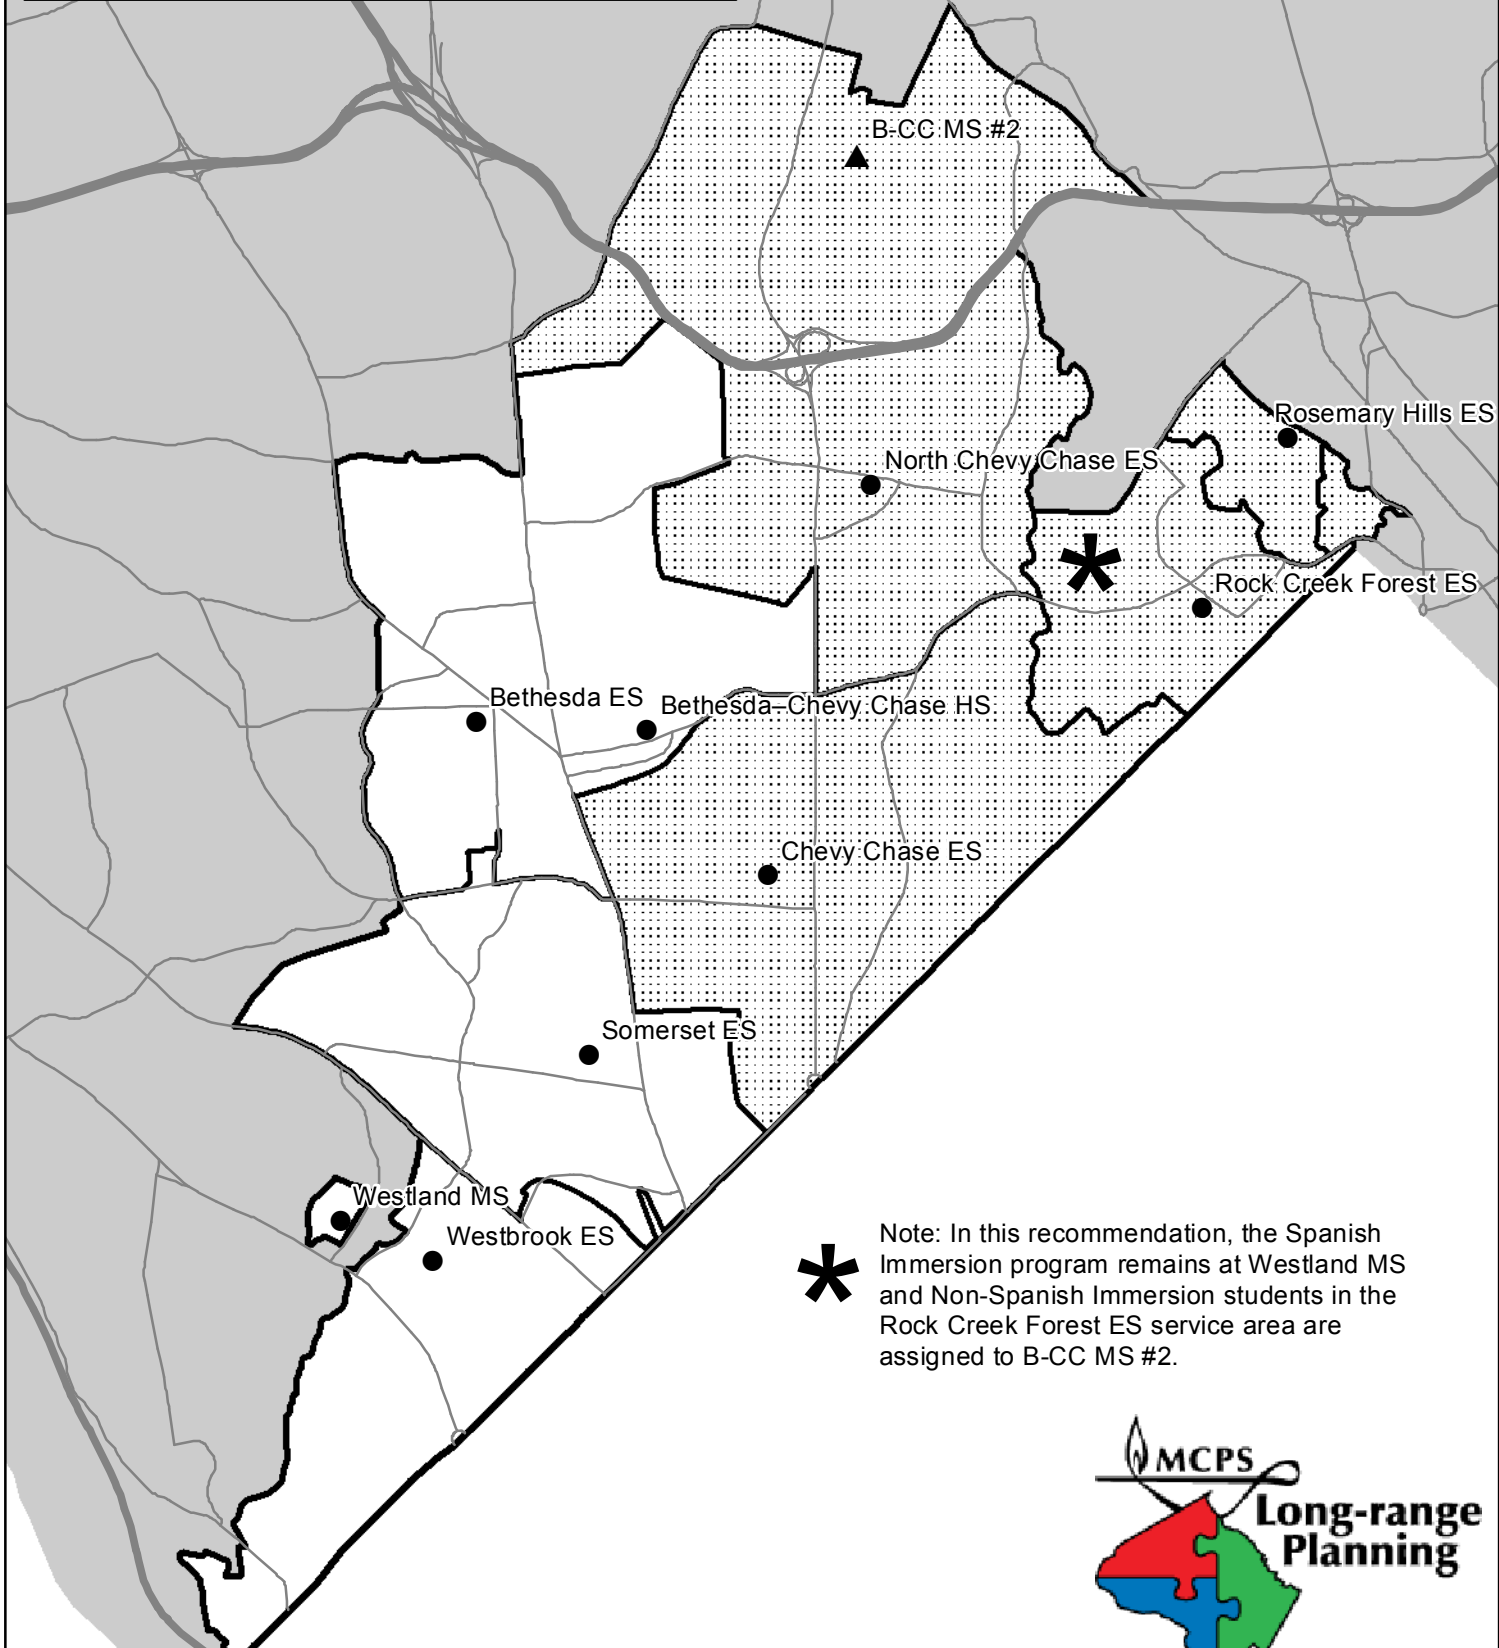 B-CC MS #2
Rosemary Hills ES
North Chevy Chase ES
Rock Creek Forest ES
Bethesda ES
Bethesda–Chevy Chase HS
Chevy Chase ES
Somerset ES
Westland MS
Westbrook ES
* Note: In this recommendation, the Spanish
Immersion program remains at Westland MS
and Non-Spanish Immersion students in the
Rock Creek Forest ES service area are
assigned to B-CC MS #2.
MCPS
Long-range
Planning